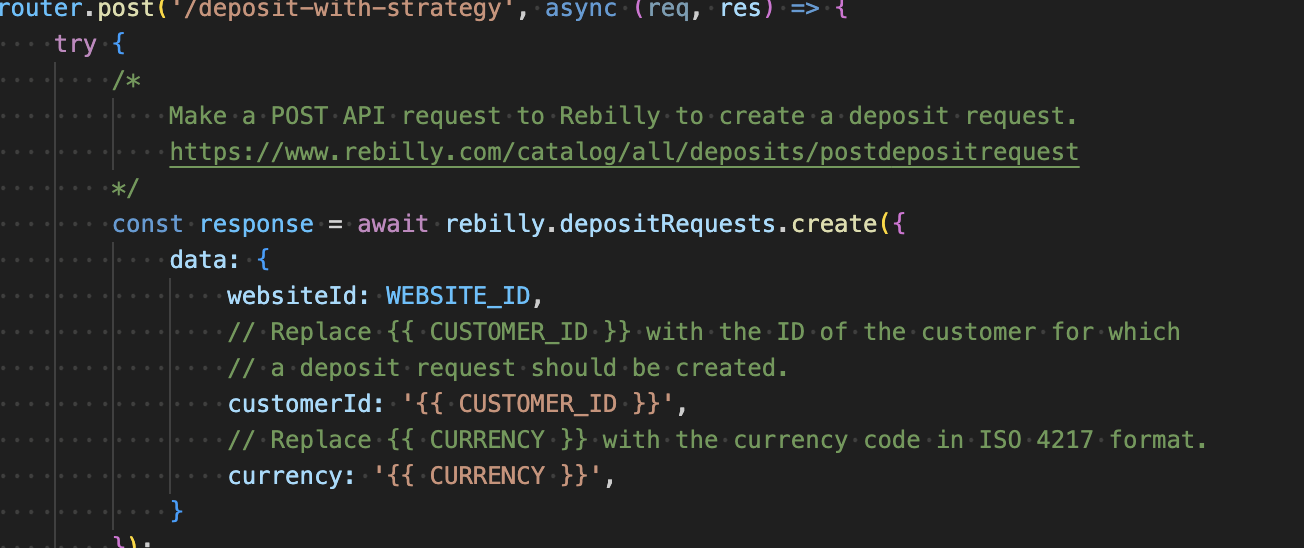 router.post('/deposit-with-strategy', async (req, res) => {
try {
/*
Make a POST API request to Rebilly to create a deposit request.
https://www.rebilly.com/catalog/all/deposits/postdepositrequest
*/
const response = await rebilly.depositRequests.create({
data: {
websiteId: WEBSITE_ID,
// Replace {{ CUSTOMER_ID }} with the ID of the customer for which
// a deposit request should be created.
customerId: '{{ CUSTOMER_ID }}',
// Replace {{ CURRENCY }} with the currency code in ISO 4217 format.
currency: '{{ CURRENCY }}',
}
});